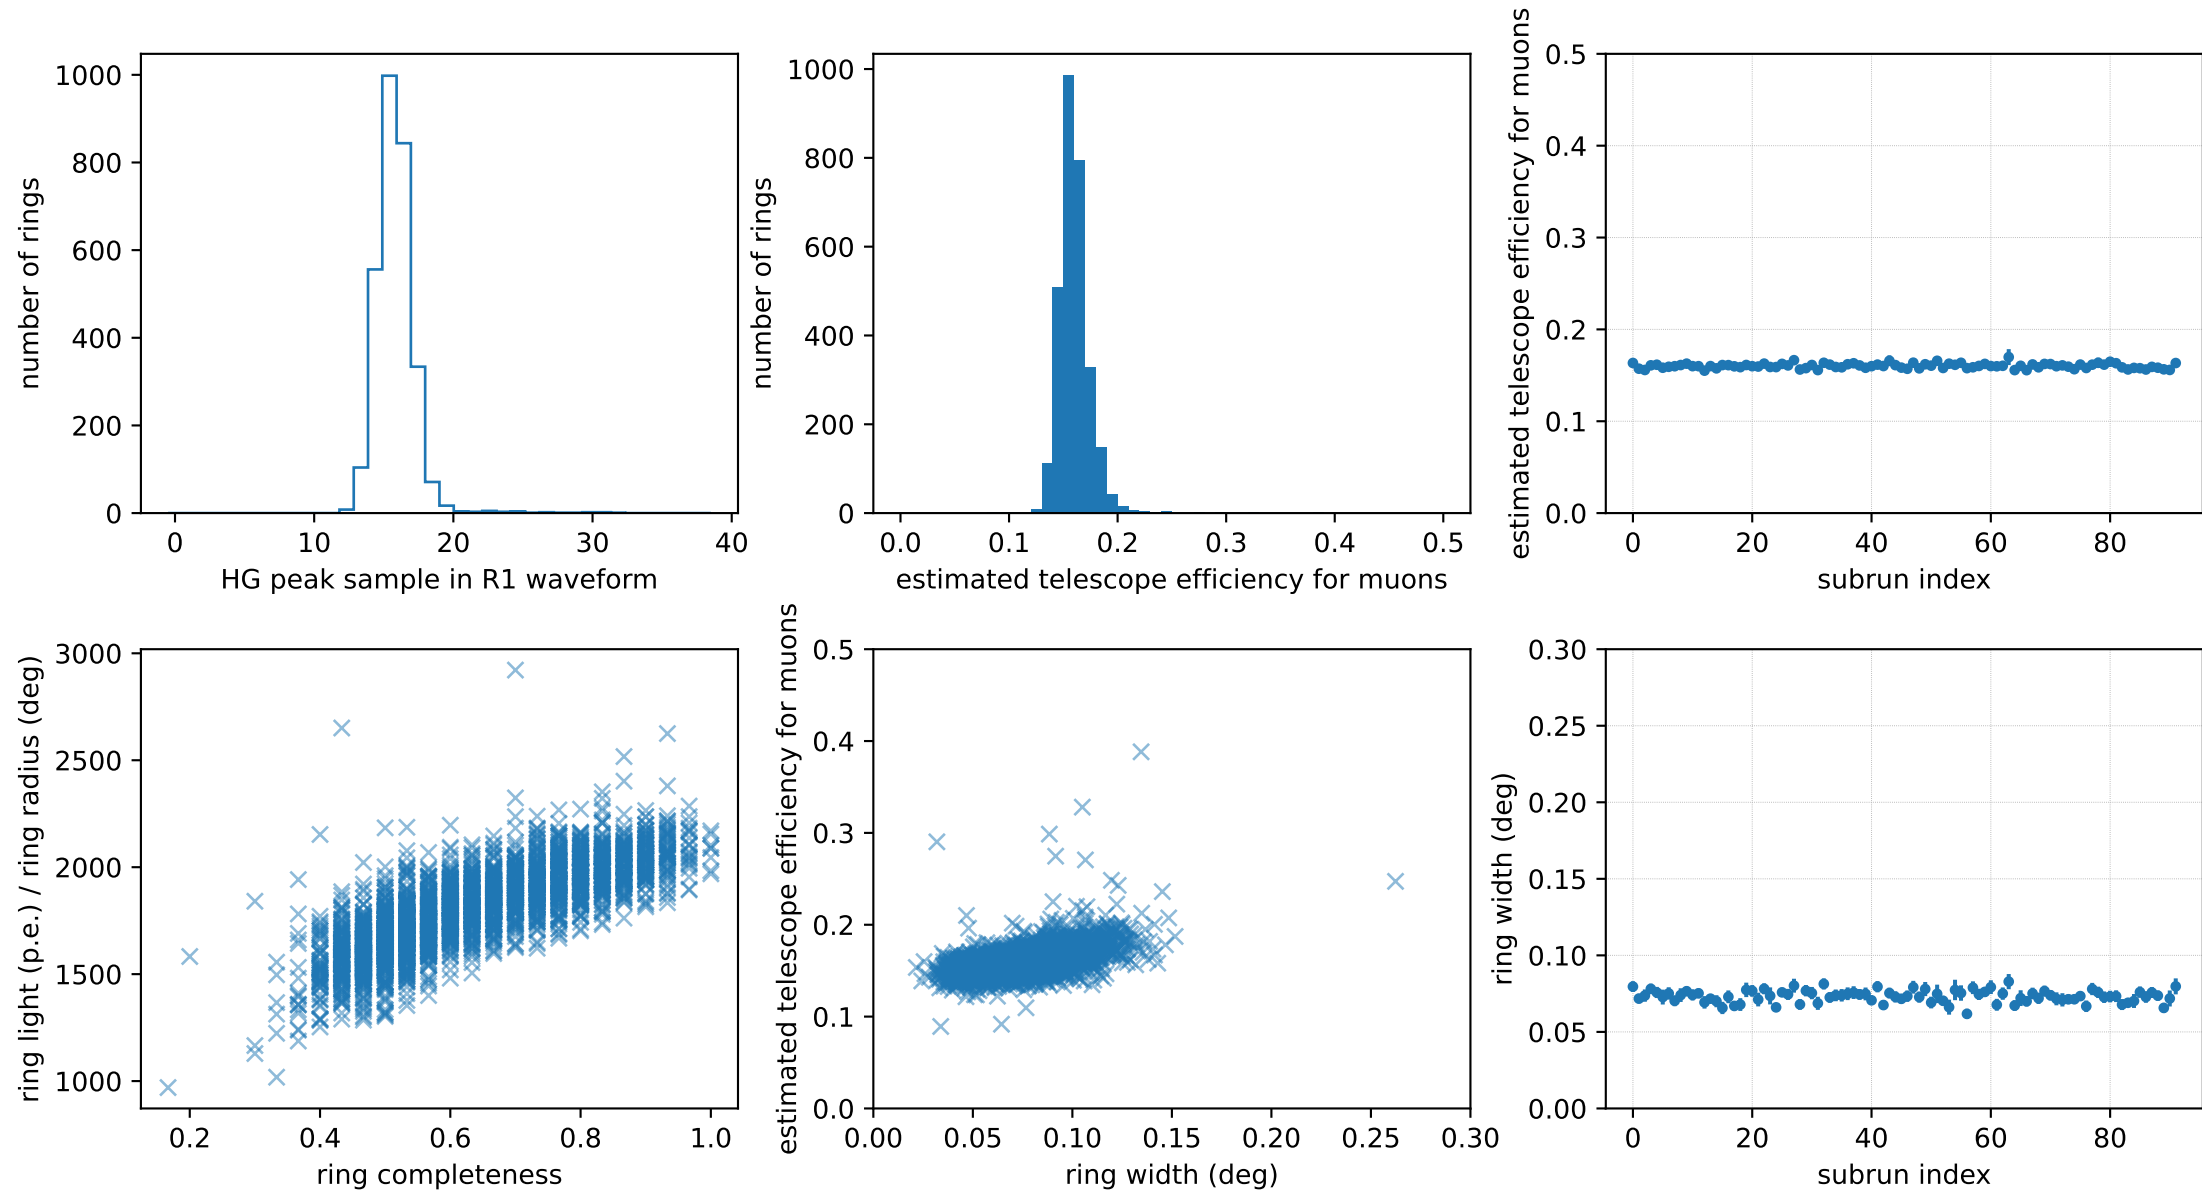 number of rings
1000
800
600
400
200
0
0 10 20 30 40
HG peak sample in R1 waveform
number of rings
1000
800
600
400
200
0
0.0 0.1 0.2 0.3 0.4 0.5
estimated telescope efficiency for muons
estimated telescope efficiency for muons
0.5
0.4
0.3
0.2
0.1
0.0
0 20 40 60 80
subrun index
ring light (p.e.) / ring radius (deg)
3000
2500
2000
1500
1000
0.2 0.4 0.6 0.8 1.0
ring completeness
estimated telescope efficiency for muons
0.5
0.4
0.3
0.2
0.1
0.0
0.00 0.05 0.10 0.15 0.20 0.25 0.30
ring width (deg)
ring width (deg)
0.30
0.25
0.20
0.15
0.10
0.05
0.00
0 20 40 60 80
subrun index